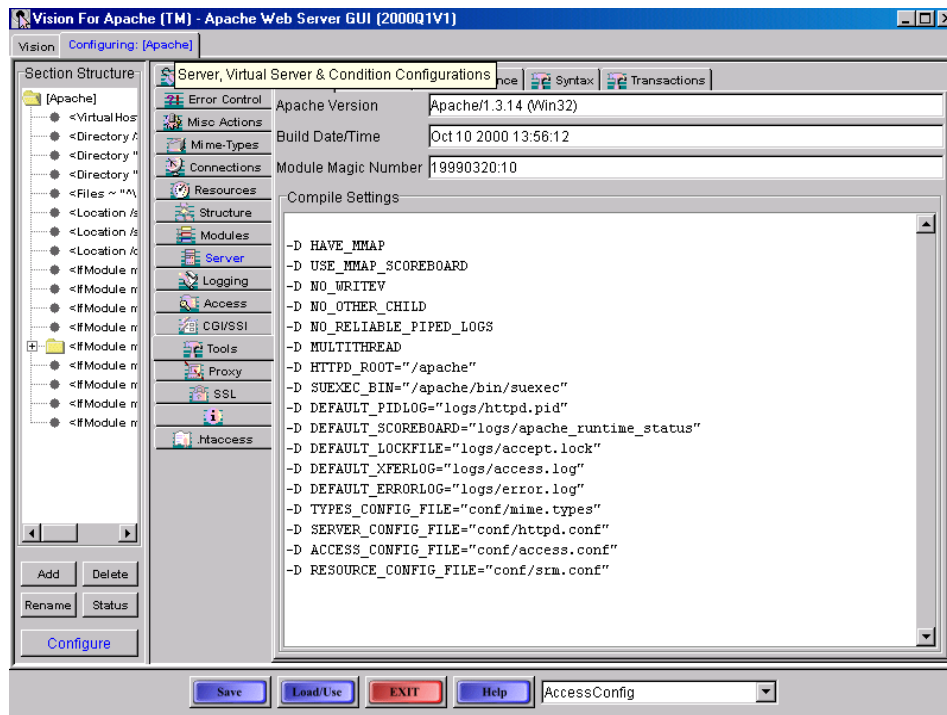 Vision For Apache (TM) - Apache Web Server GUI (2000Q1V1)
Vision
Configuring: [Apache]
Section Structure
[Apache]
<VirtualHos
<Directory /
<Directory "
<Directory "
<Files ~ "^\
<Location /s
<Location /s
<Location /c
<IfModule m
<IfModule m
<IfModule m
<IfModule m
<IfModule m
<IfModule m
<IfModule m
<IfModule m
<IfModule m
Add
Delete
Rename
Status
Configure
Server, Virtual Server & Condition Configurations
nce
Syntax
Transactions
Error Control
Misc Actions
Mime-Types
Connections
Resources
Structure
Modules
Server
Logging
Access
CGI/SSI
Tools
Proxy
SSL
i
.htaccess
Apache Version
Apache/1.3.14 (Win32)
Build Date/Time
Oct 10 2000 13:56:12
Module Magic Number
19990320:10
Compile Settings
-D HAVE_MMAP
-D USE_MMAP_SCOREBOARD
-D NO_WRITEV
-D NO_OTHER_CHILD
-D NO_RELIABLE_PIPED_LOGS
-D MULTITHREAD
-D HTTPD_ROOT="/apache"
-D SUEXEC_BIN="/apache/bin/suexec"
-D DEFAULT_PIDLOG="logs/httpd.pid"
-D DEFAULT_SCOREBOARD="logs/apache_runtime_status"
-D DEFAULT_LOCKFILE="logs/accept.lock"
-D DEFAULT_XFERLOG="logs/access.log"
-D DEFAULT_ERRORLOG="logs/error.log"
-D TYPES_CONFIG_FILE="conf/mime.types"
-D SERVER_CONFIG_FILE="conf/httpd.conf"
-D ACCESS_CONFIG_FILE="conf/access.conf"
-D RESOURCE_CONFIG_FILE="conf/srm.conf"
Save
Load/Use
EXIT
Help
AccessConfig